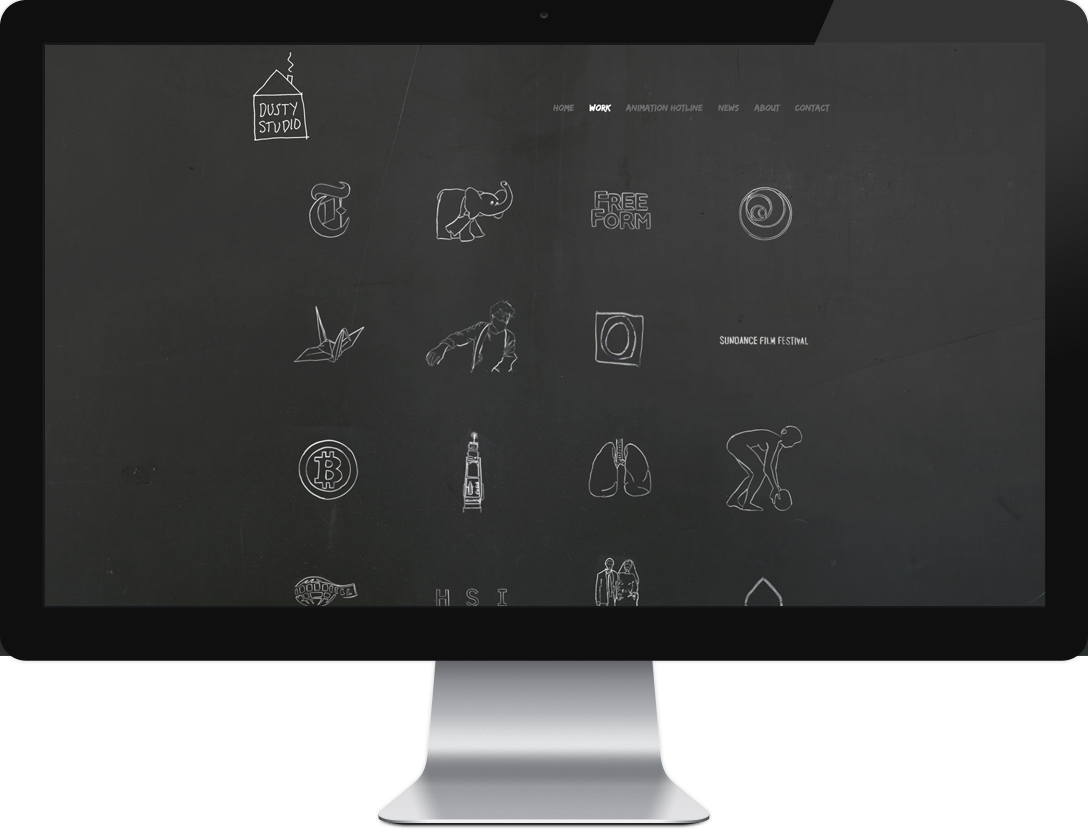 DUSTY
STUDIO
HOME WORK ANIMATION HOTLINE NEWS ABOUT CONTACT
T
FREE
FORM
O
SUNDANCE FILM FESTIVAL
B
H S I